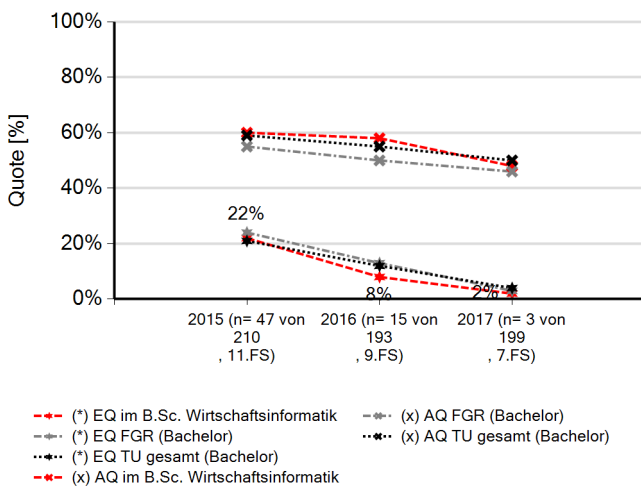 100%
80%
60%
40%
20%
0%
Quote [%]
22%
8%
2%
2015 (n= 47 von
210
, 11.FS)
2016 (n= 15 von
193
, 9.FS)
2017 (n= 3 von
199
, 7.FS)
(*) EQ im B.Sc. Wirtschaftsinformatik
(*) EQ FGR (Bachelor)
(*) EQ TU gesamt (Bachelor)
(x) AQ im B.Sc. Wirtschaftsinformatik
(x) AQ FGR (Bachelor)
(x) AQ TU gesamt (Bachelor)